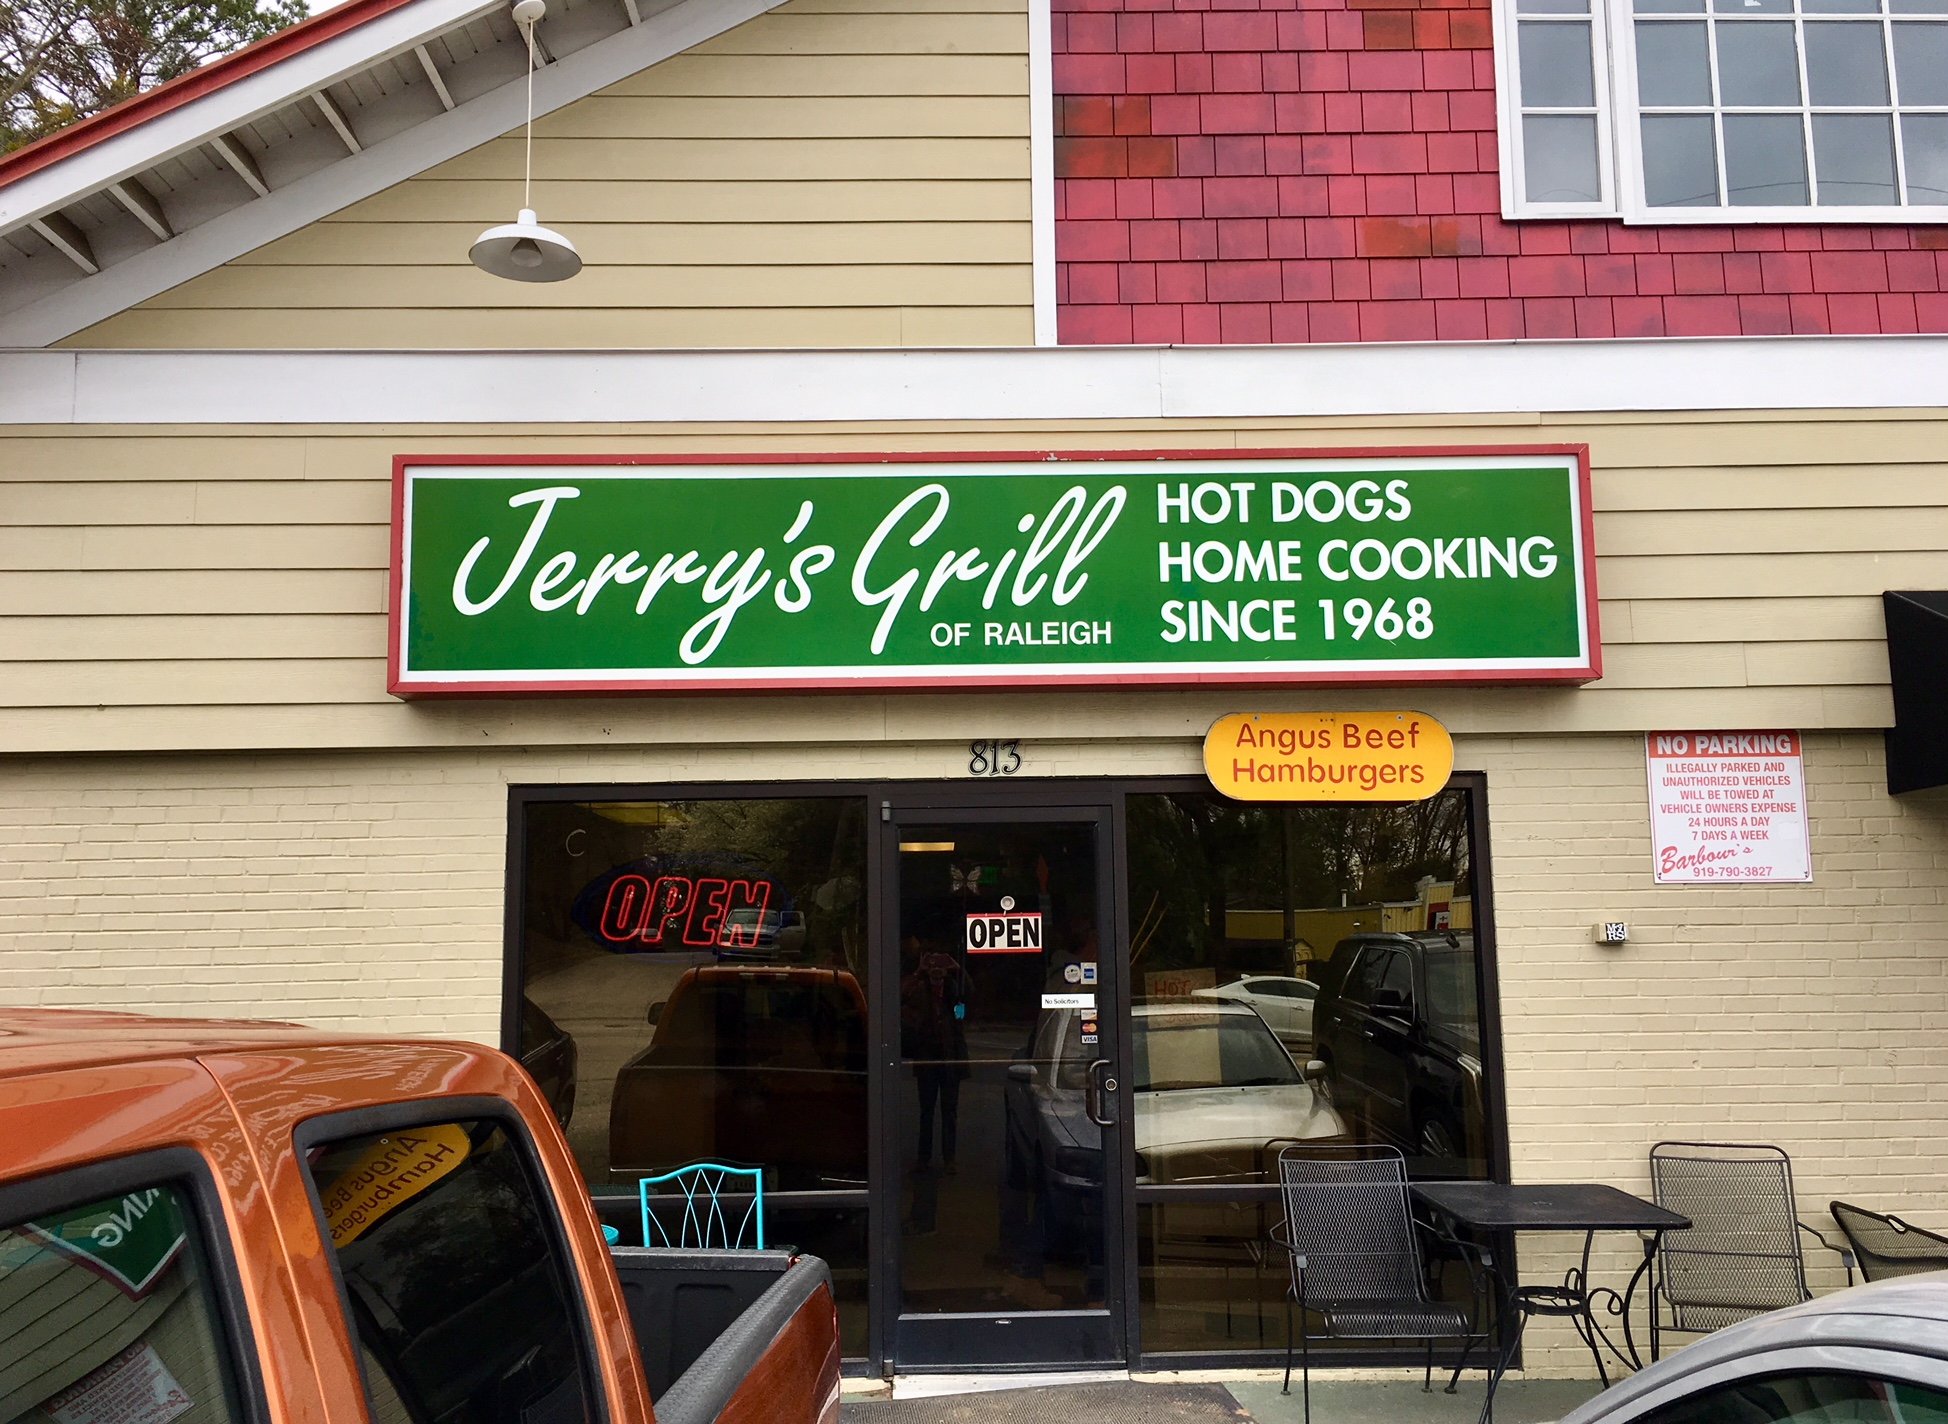 Jerry's Grill
OF RALEIGH
HOT DOGS
HOME COOKING
SINCE 1968
813
Angus Beef
Hamburgers
NO PARKING
ILLEGALLY PARKED AND
UNAUTHORIZED VEHICLES
WILL BE TOWED AT
VEHICLE OWNERS EXPENSE
24 HOURS A DAY
7 DAYS A WEEK
Barbour's
919-790-3827
OPEN
OPEN
No Solicitors
VISA